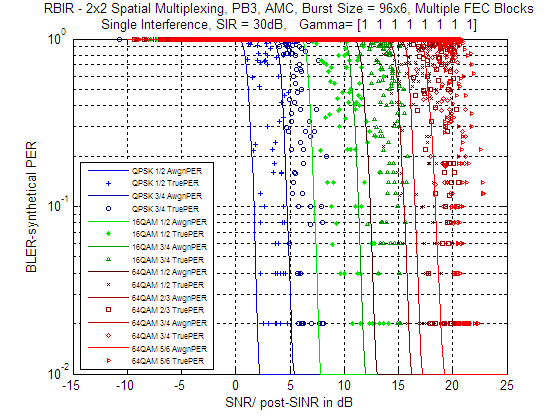 RBIR - 2x2 Spatial Multiplexing, PB3, AMC, Burst Size = 96x6, Multiple FEC Blocks
Single Interference, SIR = 30dB, Gamma= [1 1 1 1 1 1 1 1]
BLER-synthetical PER
10^0
10^-1
10^-2
QPSK 1/2 AwgnPER
QPSK 1/2 TruePER
QPSK 3/4 AwgnPER
QPSK 3/4 TruePER
16QAM 1/2 AwgnPER
16QAM 1/2 TruePER
16QAM 3/4 AwgnPER
16QAM 3/4 TruePER
64QAM 1/2 AwgnPER
64QAM 1/2 TruePER
64QAM 2/3 AwgnPER
64QAM 2/3 TruePER
64QAM 3/4 AwgnPER
64QAM 3/4 TruePER
64QAM 5/6 AwgnPER
64QAM 5/6 TruePER
-15 -10 -5 0 5 10 15 20 25
SNR/ post-SINR in dB